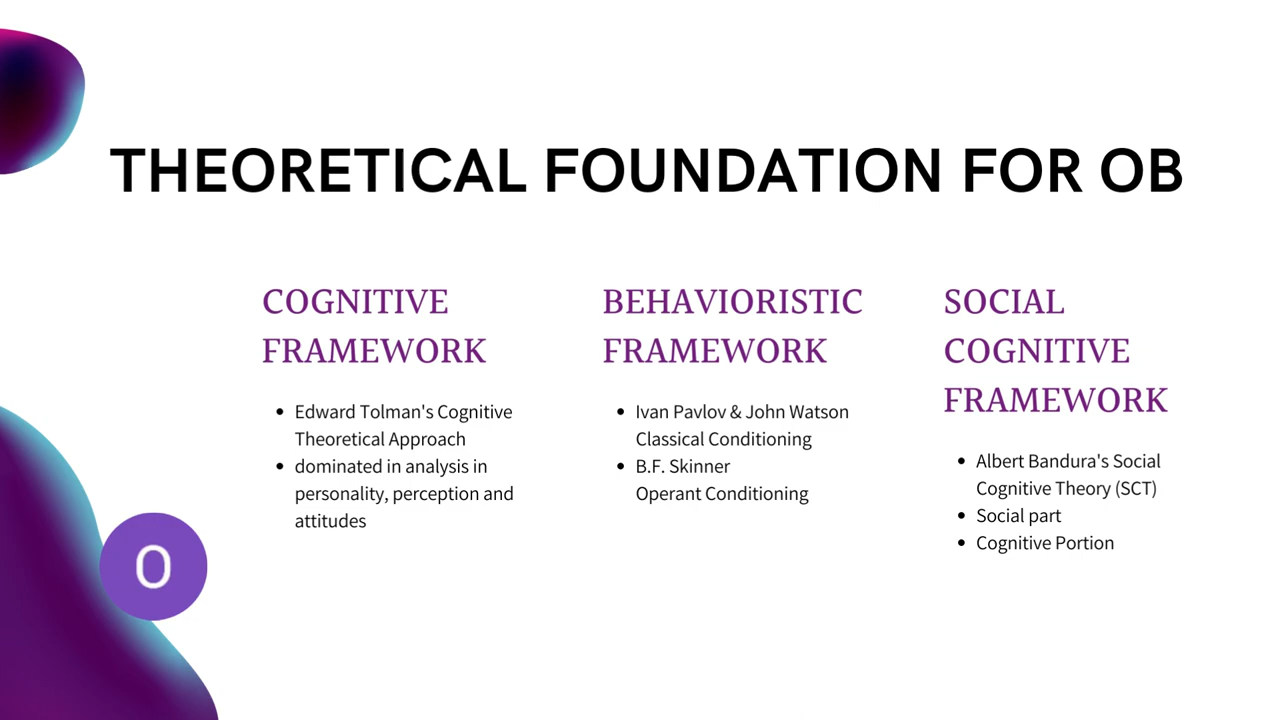 THEORETICAL FOUNDATION FOR OB
COGNITIVE
FRAMEWORK
• Edward Tolman's Cognitive
Theoretical Approach
• dominated in analysis in
personality, perception and
attitudes
BEHAVIORISTIC
FRAMEWORK
• Ivan Pavlov & John Watson
Classical Conditioning
• B.F. Skinner
Operant Conditioning
SOCIAL
COGNITIVE
FRAMEWORK
• Albert Bandura's Social
Cognitive Theory (SCT)
• Social part
• Cognitive Portion
O